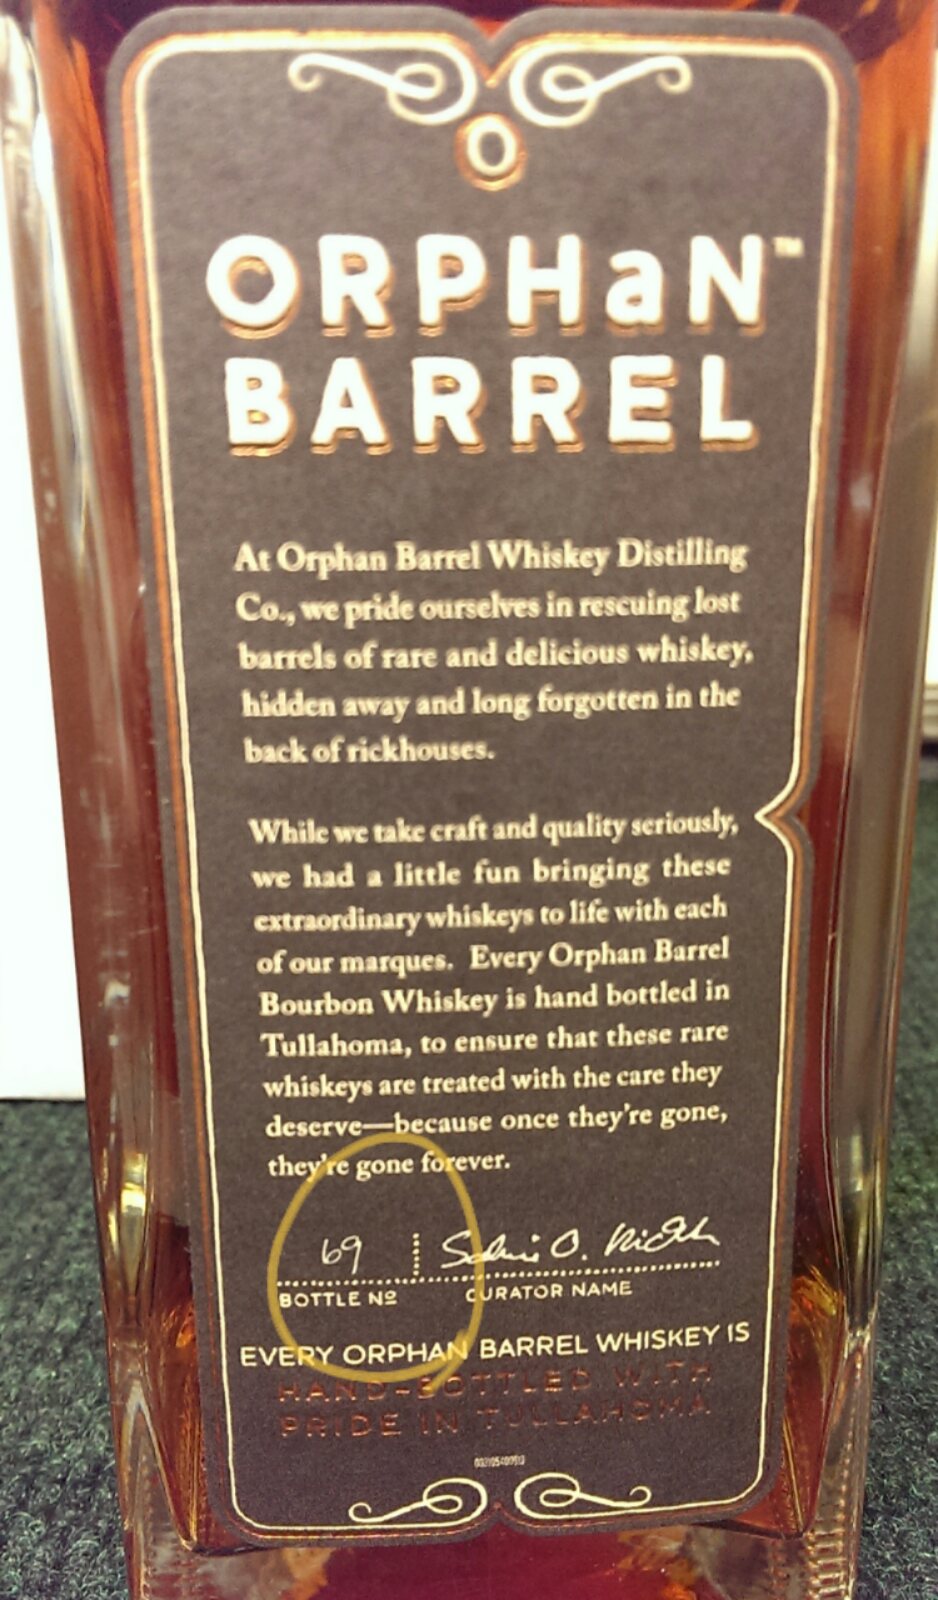 O
ORPHaN™
BARREL
At Orphan Barrel Whiskey Distilling
Co., we pride ourselves in rescuing lost
barrels of rare and delicious whiskey,
hidden away and long forgotten in the
back of rickhouses.
While we take craft and quality seriously,
we had a little fun bringing these
extraordinary whiskeys to life with each
of our marques. Every Orphan Barrel
Bourbon Whiskey is hand bottled in
Tullahoma, to ensure that these rare
whiskeys are treated with the care they
deserve—because once they're gone,
they're gone forever.
69
BOTTLE Nº CURATOR NAME
EVERY ORPHAN BARREL WHISKEY IS
HAND-BOTTLED WITH
PRIDE IN TULLAHOMA